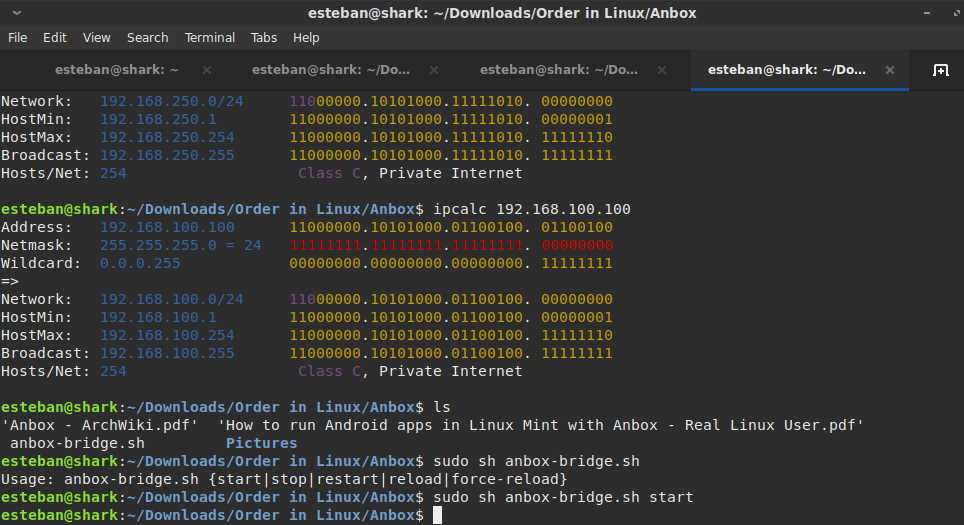 esteban@shark: ~/Downloads/Order in Linux/Anbox
File Edit View Search Terminal Tabs Help
esteban@shark: ~ × esteban@shark: ~/Do... × esteban@shark: ~/Do... × esteban@shark: ~/Do... ×
Network:   192.168.250.0/24     11000000.10101000.11111010. 00000000
HostMin:   192.168.250.1        11000000.10101000.11111010. 00000001
HostMax:   192.168.250.254      11000000.10101000.11111010. 11111110
Broadcast: 192.168.250.255      11000000.10101000.11111010. 11111111
Hosts/Net: 254                   Class C, Private Internet
esteban@shark:~/Downloads/Order in Linux/Anbox$ ipcalc 192.168.100.100
Address:   192.168.100.100      11000000.10101000.01100100. 01100100
Netmask:   255.255.255.0 = 24   11111111.11111111.11111111. 00000000
Wildcard:  0.0.0.255            00000000.00000000.00000000. 11111111
=>
Network:   192.168.100.0/24     11000000.10101000.01100100. 00000000
HostMin:   192.168.100.1        11000000.10101000.01100100. 00000001
HostMax:   192.168.100.254      11000000.10101000.01100100. 11111110
Broadcast: 192.168.100.255      11000000.10101000.01100100. 11111111
Hosts/Net: 254                   Class C, Private Internet
esteban@shark:~/Downloads/Order in Linux/Anbox$ ls
'Anbox - ArchWiki.pdf'  'How to run Android apps in Linux Mint with Anbox - Real Linux User.pdf'
 anbox-bridge.sh         Pictures
esteban@shark:~/Downloads/Order in Linux/Anbox$ sudo sh anbox-bridge.sh
Usage: anbox-bridge.sh {start|stop|restart|reload|force-reload}
esteban@shark:~/Downloads/Order in Linux/Anbox$ sudo sh anbox-bridge.sh start
esteban@shark:~/Downloads/Order in Linux/Anbox$